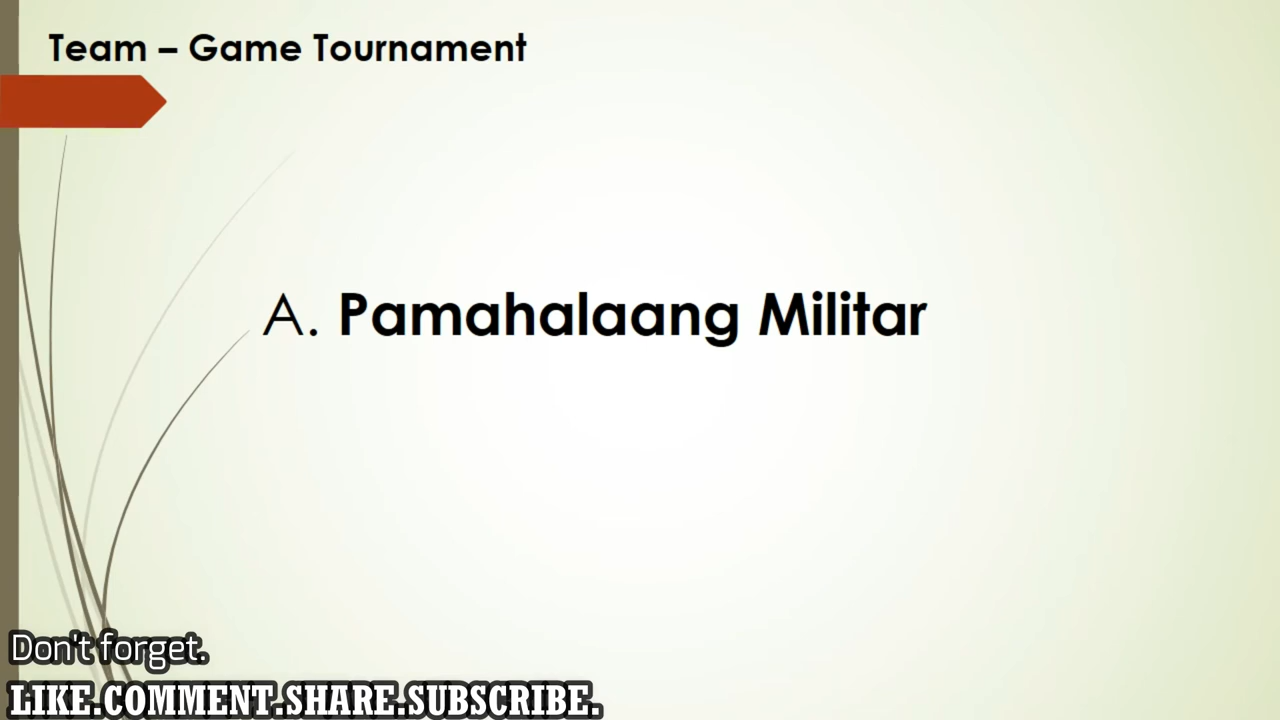 Team – Game Tournament
A. Pamahalaang Militar
Don't forget.
LIKE.COMMENT.SHARE.SUBSCRIBE.